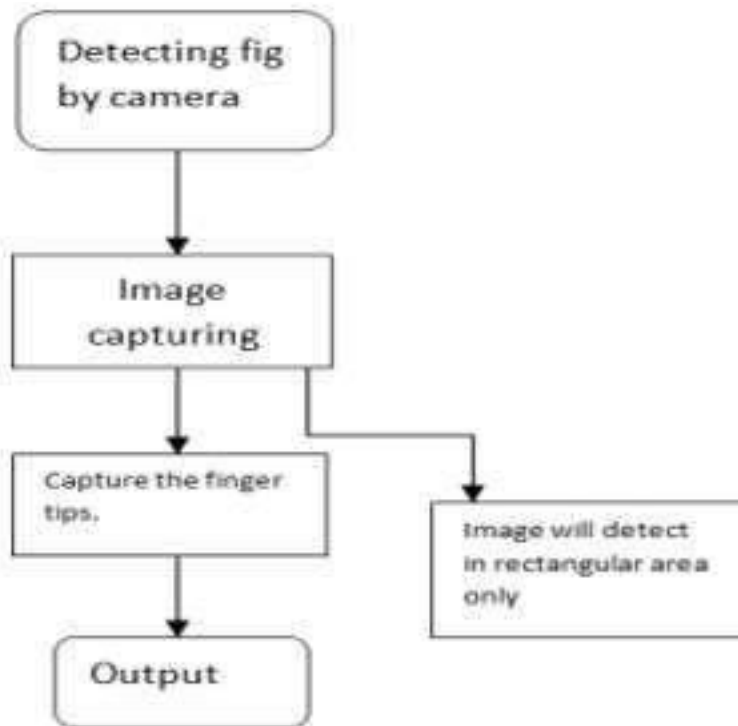 Detecting fig
by camera
Image
capturing
Capture the finger
tips.
Image will detect
in rectangular area
only
Output